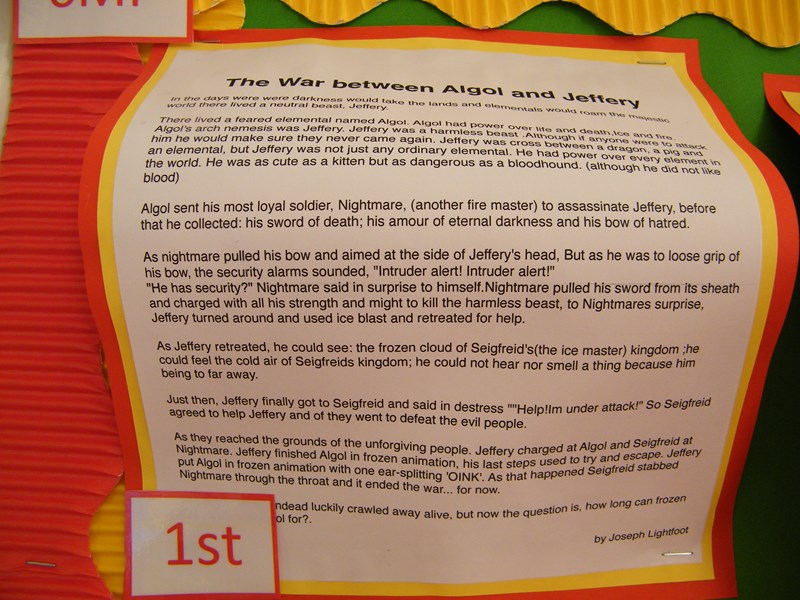 The War between Algol and Jeffery
In the days were were darkness would take the lands and elementals would roam the majestic
world there lived a neutral beast, Jeffery.
There lived a feared elemental named Algol. Algol had power over life and death,Ice and fire.
Algol's arch nemesis was Jeffery. Jeffery was a harmless beast .Although if anyone were to attack
him he would make sure they never came again. Jeffery was cross between a dragon, a pig and
an elemental, but Jeffery was not just any ordinary elemental. He had power over every element in
the world. He was as cute as a kitten but as dangerous as a bloodhound. (although he did not like
blood)
Algol sent his most loyal soldier, Nightmare, (another fire master) to assassinate Jeffery, before
that he collected: his sword of death; his amour of eternal darkness and his bow of hatred.
As nightmare pulled his bow and aimed at the side of Jeffery's head, But as he was to loose grip of
his bow, the security alarms sounded, "Intruder alert! Intruder alert!"
"He has security?" Nightmare said in surprise to himself.Nightmare pulled his sword from its sheath
and charged with all his strength and might to kill the harmless beast, to Nightmares surprise,
Jeffery turned around and used ice blast and retreated for help.
As Jeffery retreated, he could see: the frozen cloud of Seigfreid's(the ice master) kingdom ;he
could feel the cold air of Seigfreids kingdom; he could not hear nor smell a thing because him
being to far away.
Just then, Jeffery finally got to Seigfreid and said in destress ""Help!Im under attack!" So Seigfreid
agreed to help Jeffery and of they went to defeat the evil people.
As they reached the grounds of the unforgiving people. Jeffery charged at Algol and Seigfreid at
Nightmare. Jeffery finished Algol in frozen animation, his last steps used to try and escape. Jeffery
put Algol in frozen animation with one ear-splitting 'OINK'. As that happened Seigfreid stabbed
Nightmare through the throat and it ended the war... for now.
luckily crawled away alive, but now the question is, how long can frozen
for?.
by Joseph Lightfoot
1st